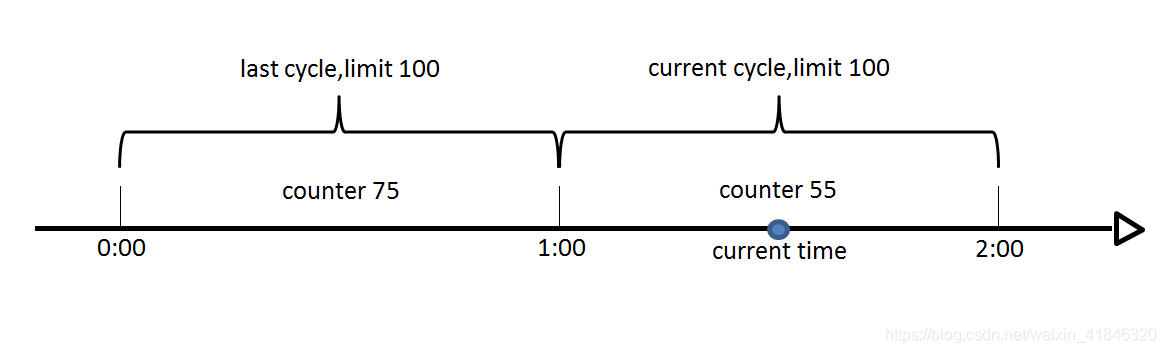 last cycle,limit 100
current cycle,limit 100
counter 75
counter 55
0:00
1:00
current time
2:00
https://blog.csdn.net/weixin_41846320